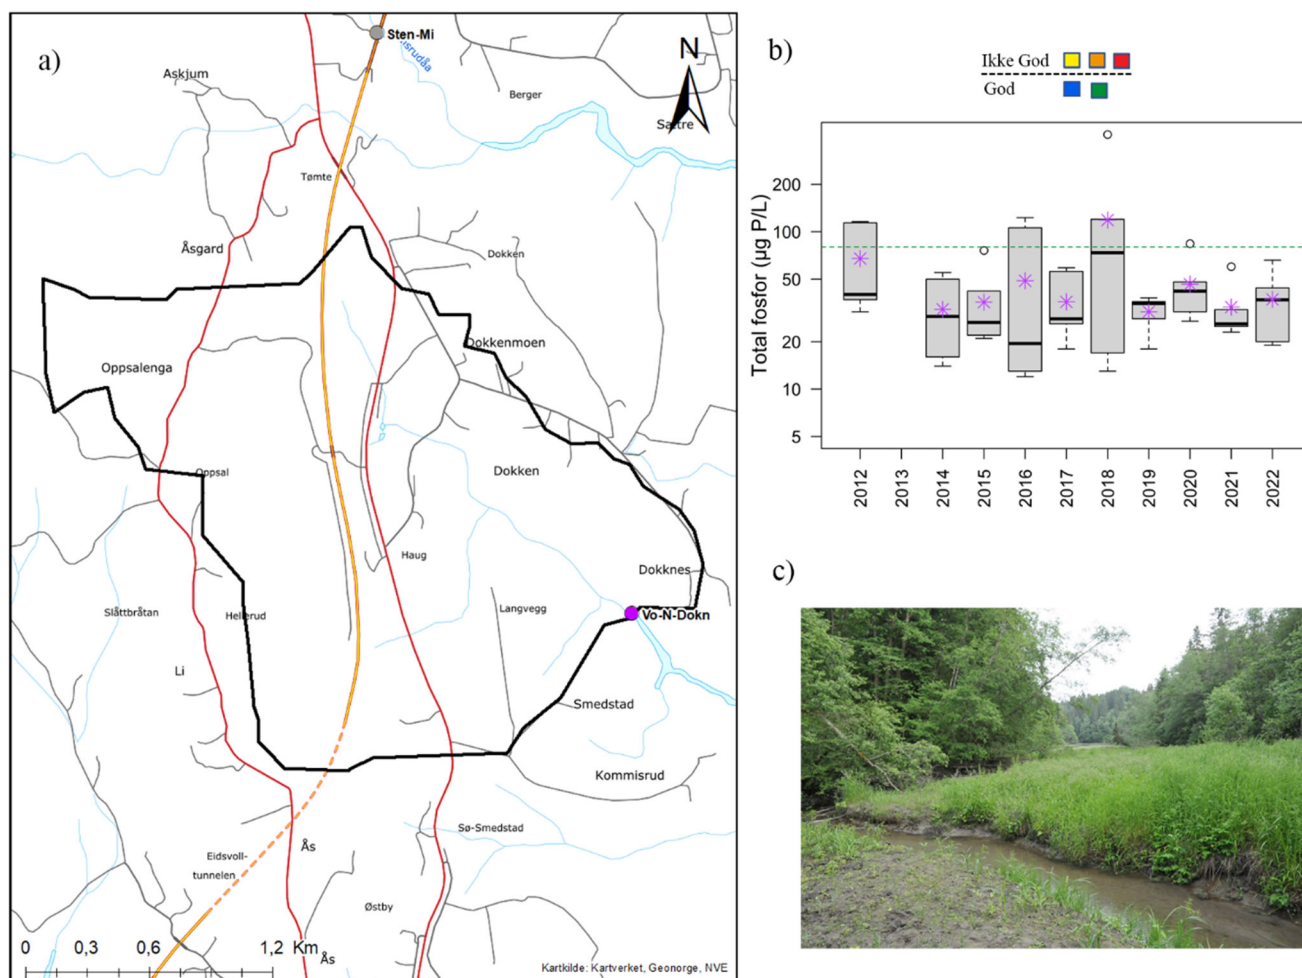 a)
Sten-Mi
Askjum
N
Berger
Sætre
Tømte
Åsgard
Dokken
Oppsalenga
Dokkenmoen
Oppsal
Dokken
Haug
Dokknes
Slåttbråtan
Hellerud
Langvegg
Vo-N-Dokn
Li
Smedstad
Kommisrud
Sø-Smedstad
Ås
Eidsvoll-
tunnelen
Østby
0 0,3 0,6 1,2 Km
Ås
Kartkilde: Kartverket, Geonorge, NVE
b)
Ikke God
God
Total fosfor (µg P/L)
200
100
50
20
10
5
2012 2013 2014 2015 2016 2017 2018 2019 2020 2021 2022
c)